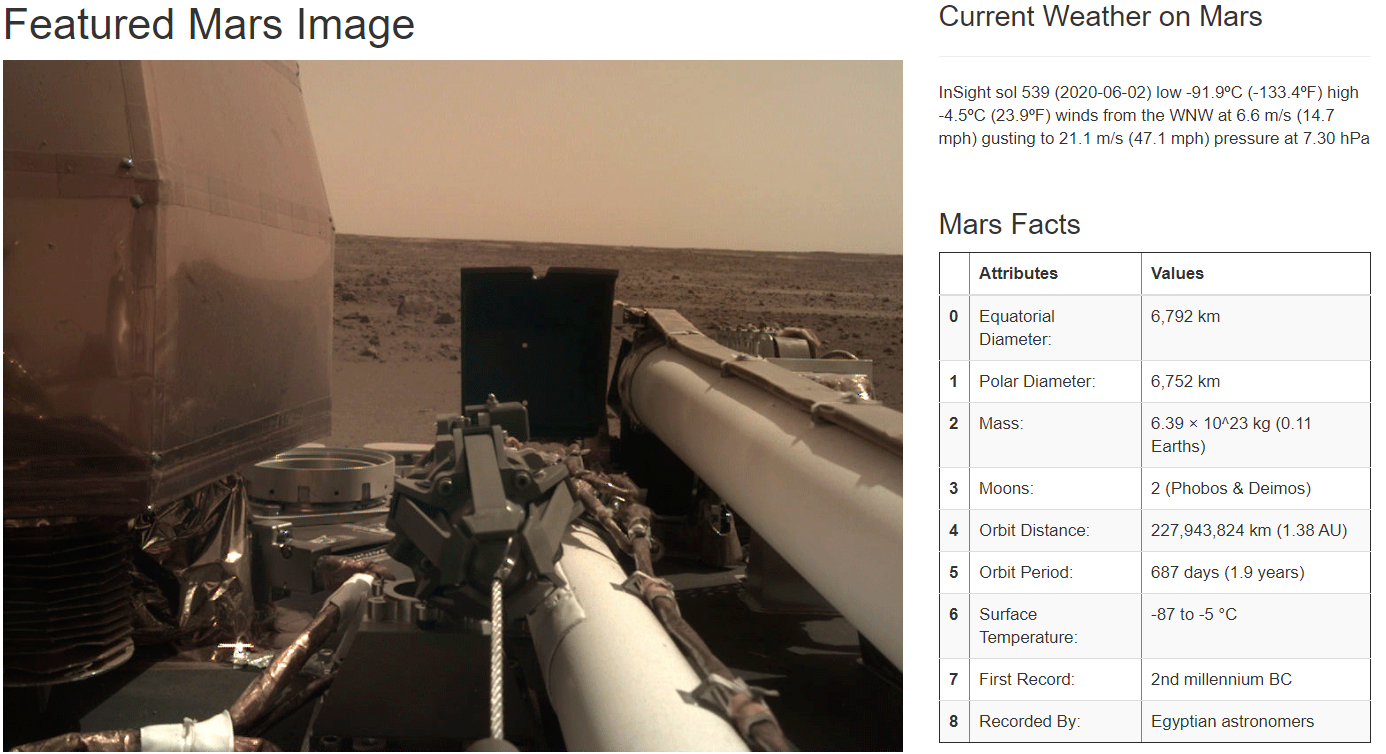 Featured Mars Image
Current Weather on Mars
InSight sol 539 (2020-06-02) low -91.9ºC (-133.4ºF) high
-4.5ºC (23.9ºF) winds from the WNW at 6.6 m/s (14.7
mph) gusting to 21.1 m/s (47.1 mph) pressure at 7.30 hPa
Mars Facts
Attributes Values
0 Equatorial Diameter: 6,792 km
1 Polar Diameter: 6,752 km
2 Mass: 6.39 × 10^23 kg (0.11 Earths)
3 Moons: 2 (Phobos & Deimos)
4 Orbit Distance: 227,943,824 km (1.38 AU)
5 Orbit Period: 687 days (1.9 years)
6 Surface Temperature: -87 to -5 °C
7 First Record: 2nd millennium BC
8 Recorded By: Egyptian astronomers